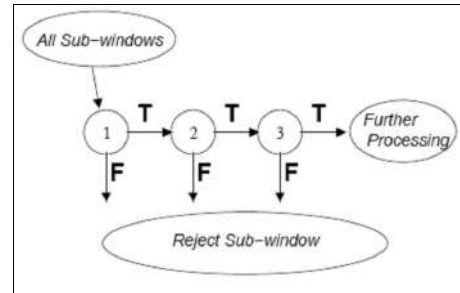 All Sub-windows
T T T
1 2 3
Further
Processing
F F F
Reject Sub-window